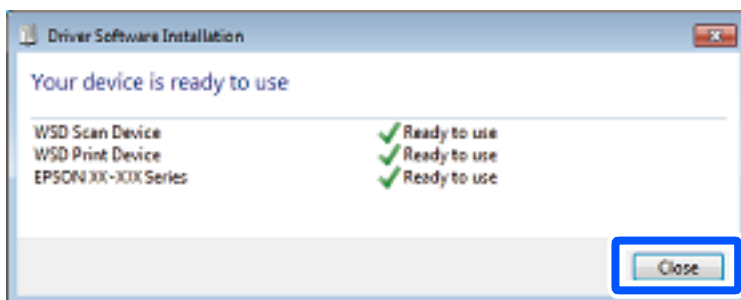 Driver Software Installation
Your device is ready to use
WSD Scan Device Ready to use
WSD Print Device Ready to use
EPSON XX-XXX Series Ready to use
Close